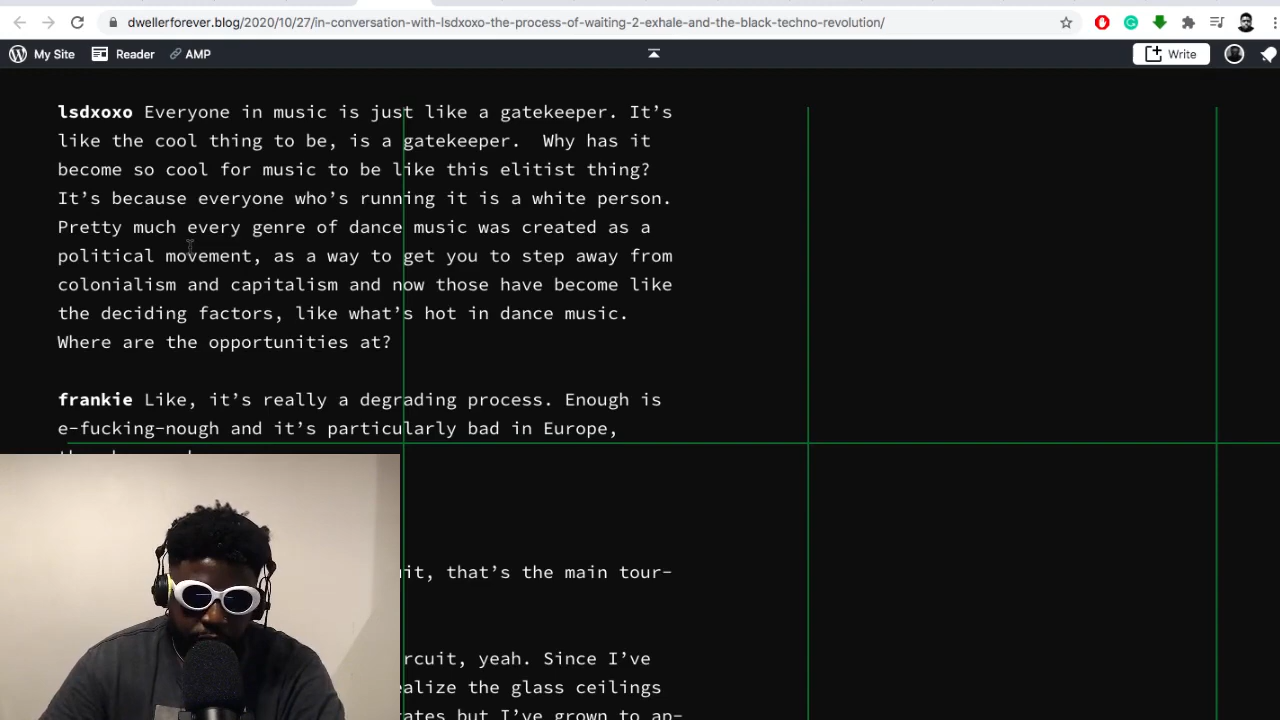 dwellerforever.blog/2020/10/27/in-conversation-with-lsdxoxo-the-process-of-waiting-2-exhale-and-the-black-techno-revolution/
My Site Reader AMP Write
lsdxoxo Everyone in music is just like a gatekeeper. It’s
like the cool thing to be, is a gatekeeper. Why has it
become so cool for music to be like this elitist thing?
It’s because everyone who’s running it is a white person.
Pretty much every genre of dance music was created as a
political movement, as a way to get you to step away from
colonialism and capitalism and now those have become like
the deciding factors, like what’s hot in dance music.
Where are the opportunities at?
frankie Like, it’s really a degrading process. Enough is
e-fucking-nough and it’s particularly bad in Europe,
that’s the main tour-
yeah. Since I’ve
the glass ceilings
but I’ve grown to ap-